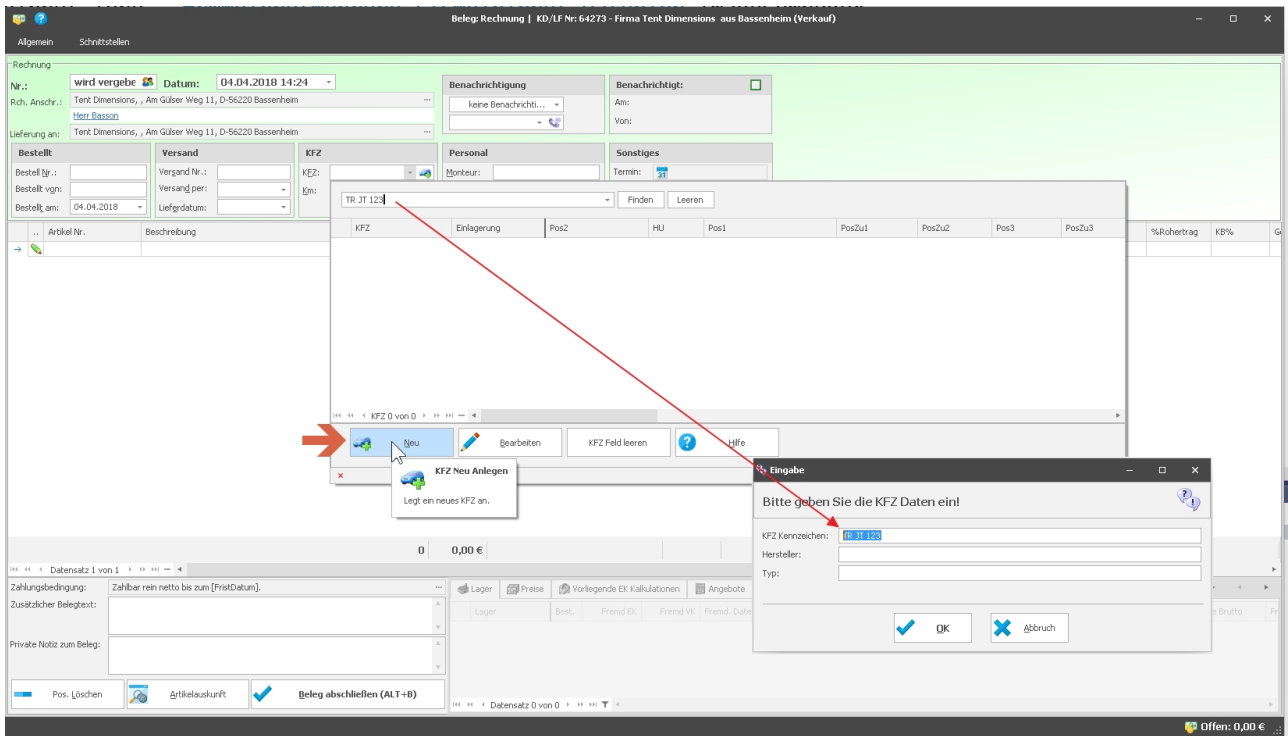 Beleg: Rechnung | KD/LF Nr: 64273 - Firma Tent Dimensions aus Bassenheim (Verkauf)
Allgemein Schnittstellen
Rechnung
Nr.: wird vergebe Datum: 04.04.2018 14:24
Rch. Anschr.: Tent Dimensions, , Am Gülser Weg 11, D-56220 Bassenheim ...
Herr Basson
Lieferung an: Tent Dimensions, , Am Gülser Weg 11, D-56220 Bassenheim ...
Benachrichtigung
keine Benachrichti...
Benachrichtigt:
Am:
Von:
Bestellt
Bestell Nr.:
Bestellt von:
Bestellt am: 04.04.2018
Versand
Versand Nr.:
Versand per:
Lieferdatum:
KFZ
KFZ:
Km:
Personal
Monteur:
Sonstiges
Termin: 31
TR JT 123 Finden Leeren
.. Artikel Nr. Beschreibung
KFZ Einlagerung Pos2 HU Pos1 PosZu1 PosZu2 Pos3 PosZu3
%Rohertrag KB%
KFZ 0 von 0
Neu Bearbeiten KFZ Feld leeren Hilfe
KFZ Neu Anlegen
Legt ein neues KFZ an.
Eingabe
Bitte geben Sie die KFZ Daten ein!
KFZ Kennzeichen: TR JT 123
Hersteller:
Typ:
OK Abbruch
0 0,00 €
Datensatz 1 von 1
Zahlungsbedingung: Zahlbar rein netto bis zum [FristDatum]. ...
Zusätzlicher Belegtext:
Private Notiz zum Beleg:
Lager Preise Vorliegende EK Kalkulationen Angebote
Lager Best. Fremd.EK Fremd.VK Fremd. Date
e Brutto
Pos. Löschen Artikelauskunft Beleg abschließen (ALT+B)
Datensatz 0 von 0
Offen: 0,00 €